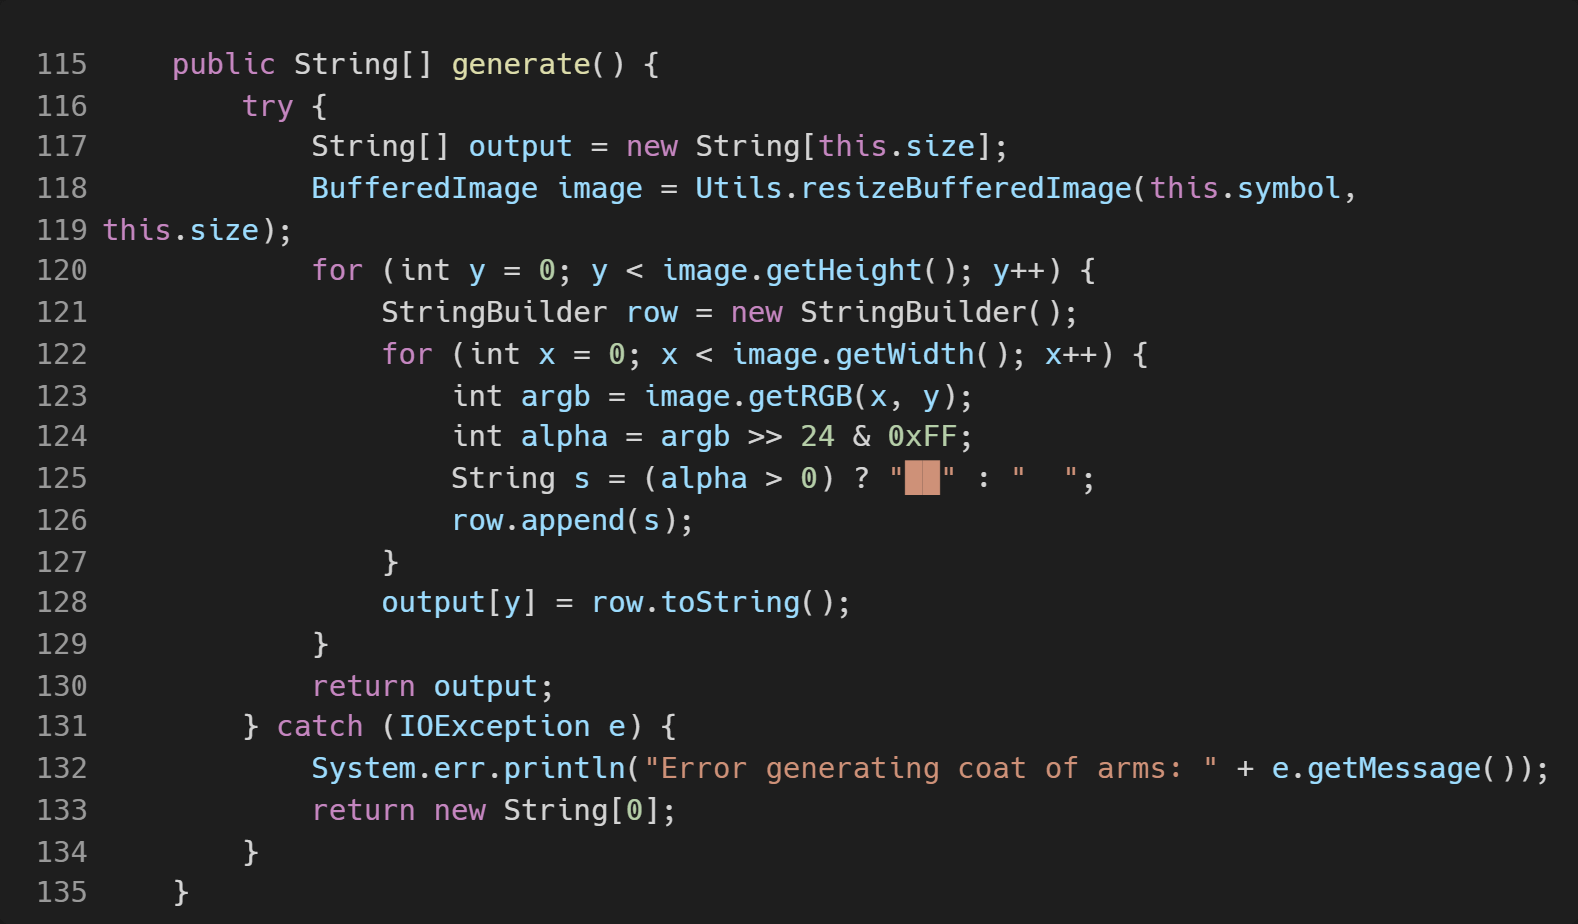 115     public String[] generate() {
116         try {
117             String[] output = new String[this.size];
118             BufferedImage image = Utils.resizeBufferedImage(this.symbol,
119 this.size);
120             for (int y = 0; y < image.getHeight(); y++) {
121                 StringBuilder row = new StringBuilder();
122                 for (int x = 0; x < image.getWidth(); x++) {
123                     int argb = image.getRGB(x, y);
124                     int alpha = argb >> 24 & 0xFF;
125                     String s = (alpha > 0) ? "██" : "  ";
126                     row.append(s);
127                 }
128                 output[y] = row.toString();
129             }
130             return output;
131         } catch (IOException e) {
132             System.err.println("Error generating coat of arms: " + e.getMessage());
133             return new String[0];
134         }
135     }